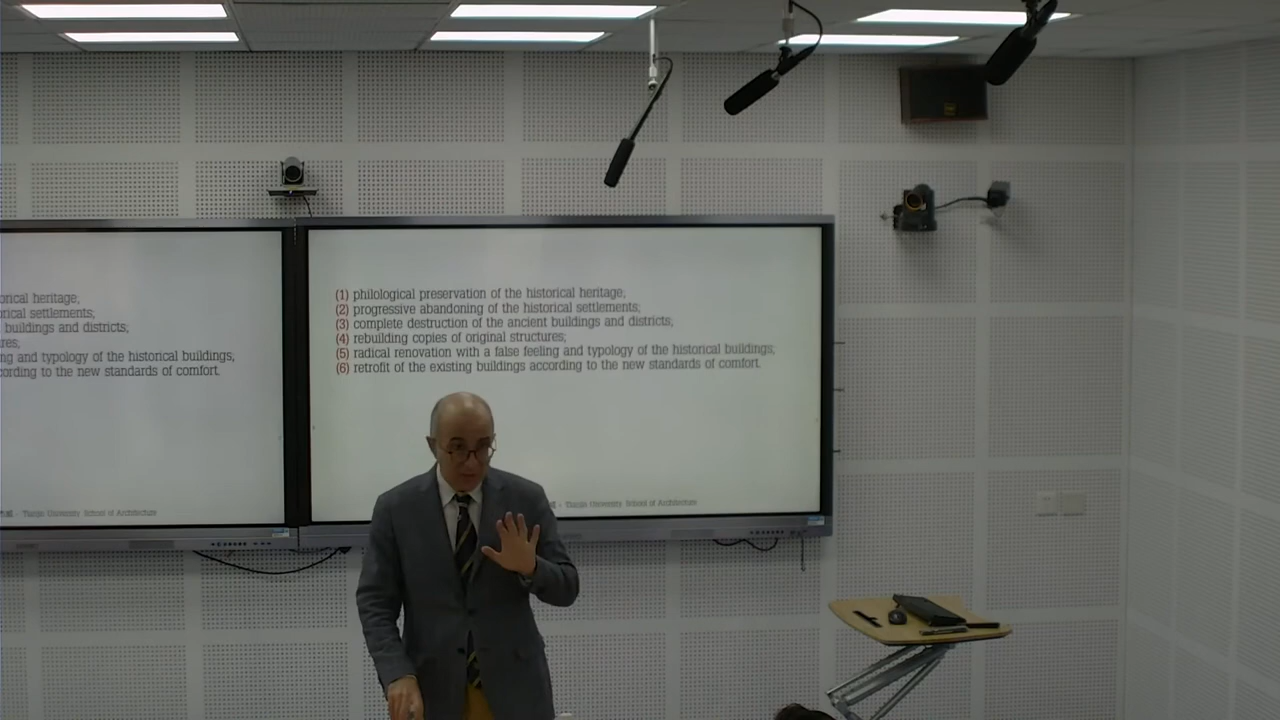 orical heritage;
orical settlements;
buildings and districts;
res;
ng and typology of the historical buildings;
cording to the new standards of comfort.
- Tianjin University School of Architecture
(1) philological preservation of the historical heritage;
(2) progressive abandoning of the historical settlements;
(3) complete destruction of the ancient buildings and districts;
(4) rebuilding copies of original structures;
(5) radical renovation with a false feeling and typology of the historical buildings;
(6) retrofit of the existing buildings according to the new standards of comfort.
- Tianjin University School of Architecture